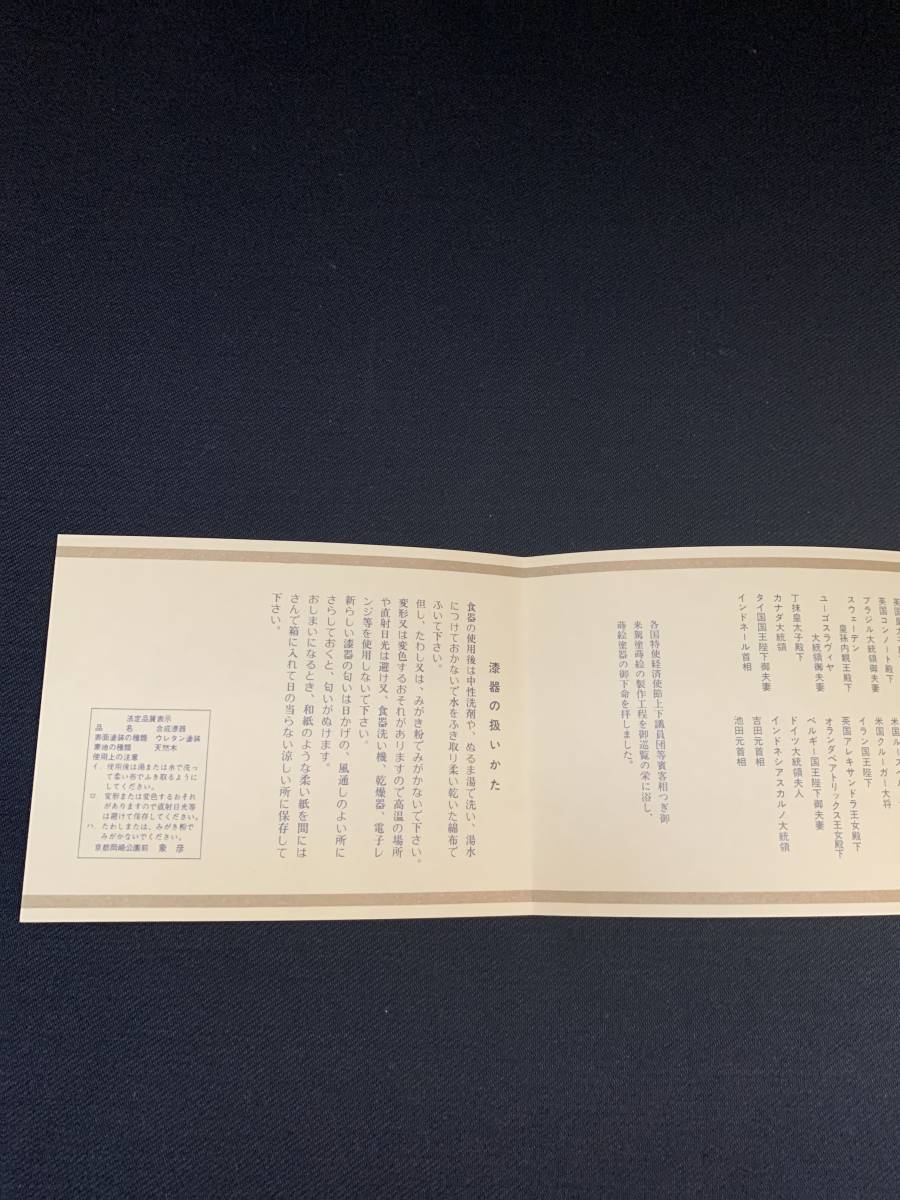 英国コンノート殿下
ブラジル大統領御夫妻
スウェーデン
皇孫内親王殿下
ユーゴスラヴィヤ
大統領御夫妻
丁抹皇太子殿下
カナダ大統領
タイ国国王陛下御夫妻
インドネール首相
米国クルーガー大将
イラン国王陛下
英国アレキサンドラ王女殿下
オランダベアトリックス王女殿下
ベルギー国王陛下御夫妻
ドイツ大統領夫人
インドネシアスカルノ大統領
吉田元首相
池田元首相
各国特使経済使節上下議員団等賓客相つぎ御
来駕塗蒔絵の製作工程を御巡覧の栄に浴し、
蒔絵塗器の御下命を拝しました。
漆器の扱いかた
食器の使用後は中性洗剤や、ぬるま湯で洗い、湯水
につけておかないで水をふき取り柔い乾いた綿布で
ふいて下さい。
但し、たわし又は、みがき粉でみがかないで下さい。
変形又は変色するおそれがありますので高温の場所
や直射日光は避け又、食器洗い機、乾燥器、電子レ
ンジ等を使用しないで下さい。
新らしい漆器の匂いは日かげの、風通しのよい所に
さらしておくと、匂いがぬけます。
おしまいになるとき、和紙のような柔い紙を間には
さんで箱に入れて日の当らない涼しい所に保存して
下さい。
法定品質表示
品名 合成漆器
表面塗装の種類 ウレタン塗装
素地の種類 天然木
使用上の注意
イ. 使用後は湯または水で洗っ
て柔い布でふき取るように
してください。
ロ. 変形または変色するおそれ
がありますので直射日光等
は避けて保存してください。
ハ. たわしまたは、みがき粉で
みがかないでください。
京都岡崎公園前 象彦